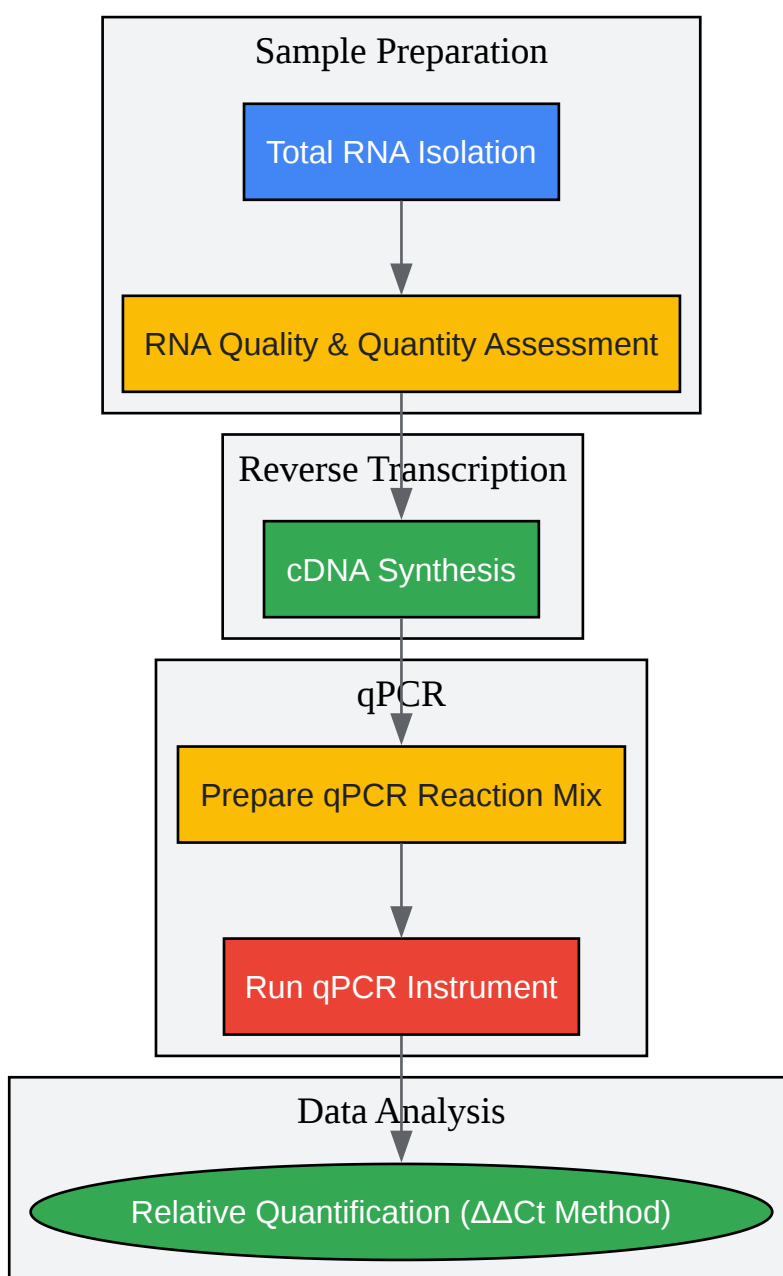 Sample Preparation
Total RNA Isolation
RNA Quality & Quantity Assessment
Reverse Transcription
cDNA Synthesis
qPCR
Prepare qPCR Reaction Mix
Run qPCR Instrument
Data Analysis
Relative Quantification (ΔΔCt Method)